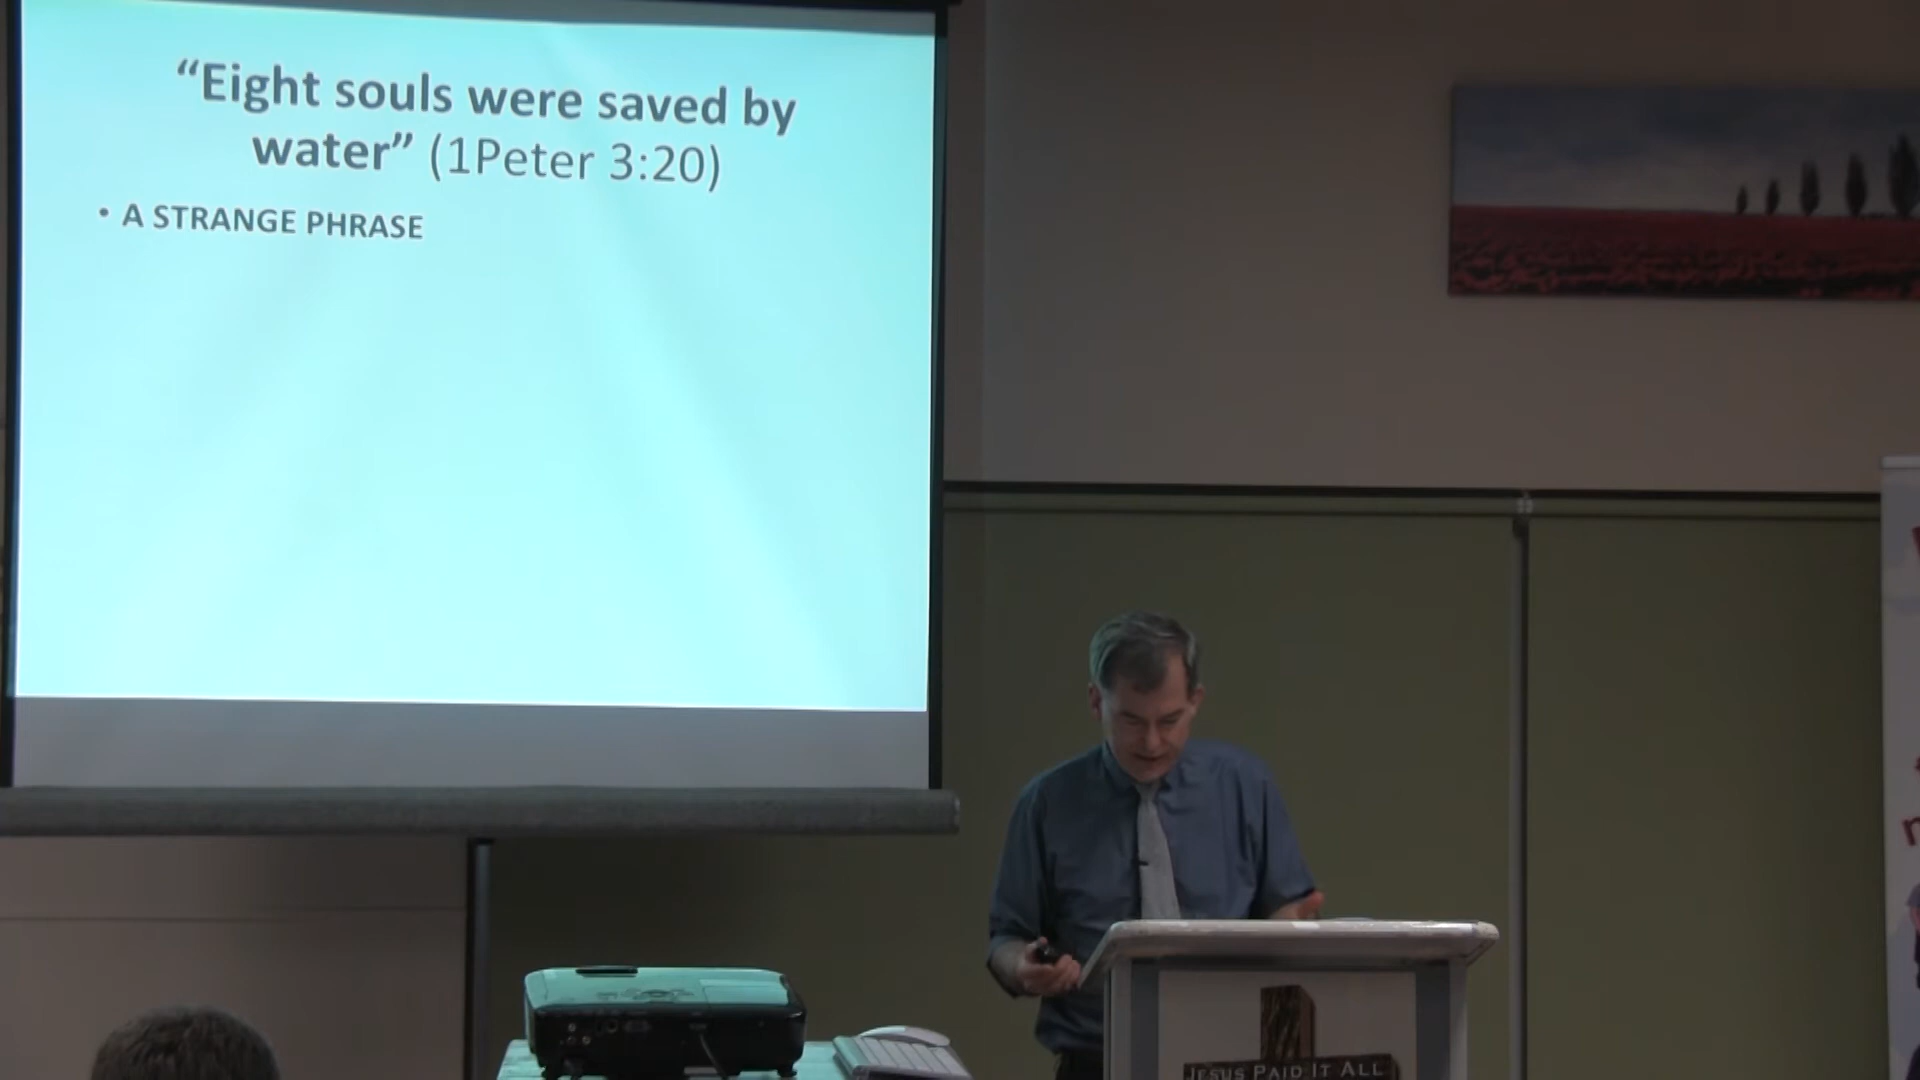 “Eight souls were saved by
water” (1Peter 3:20)
• A STRANGE PHRASE
JESUS PAID IT ALL